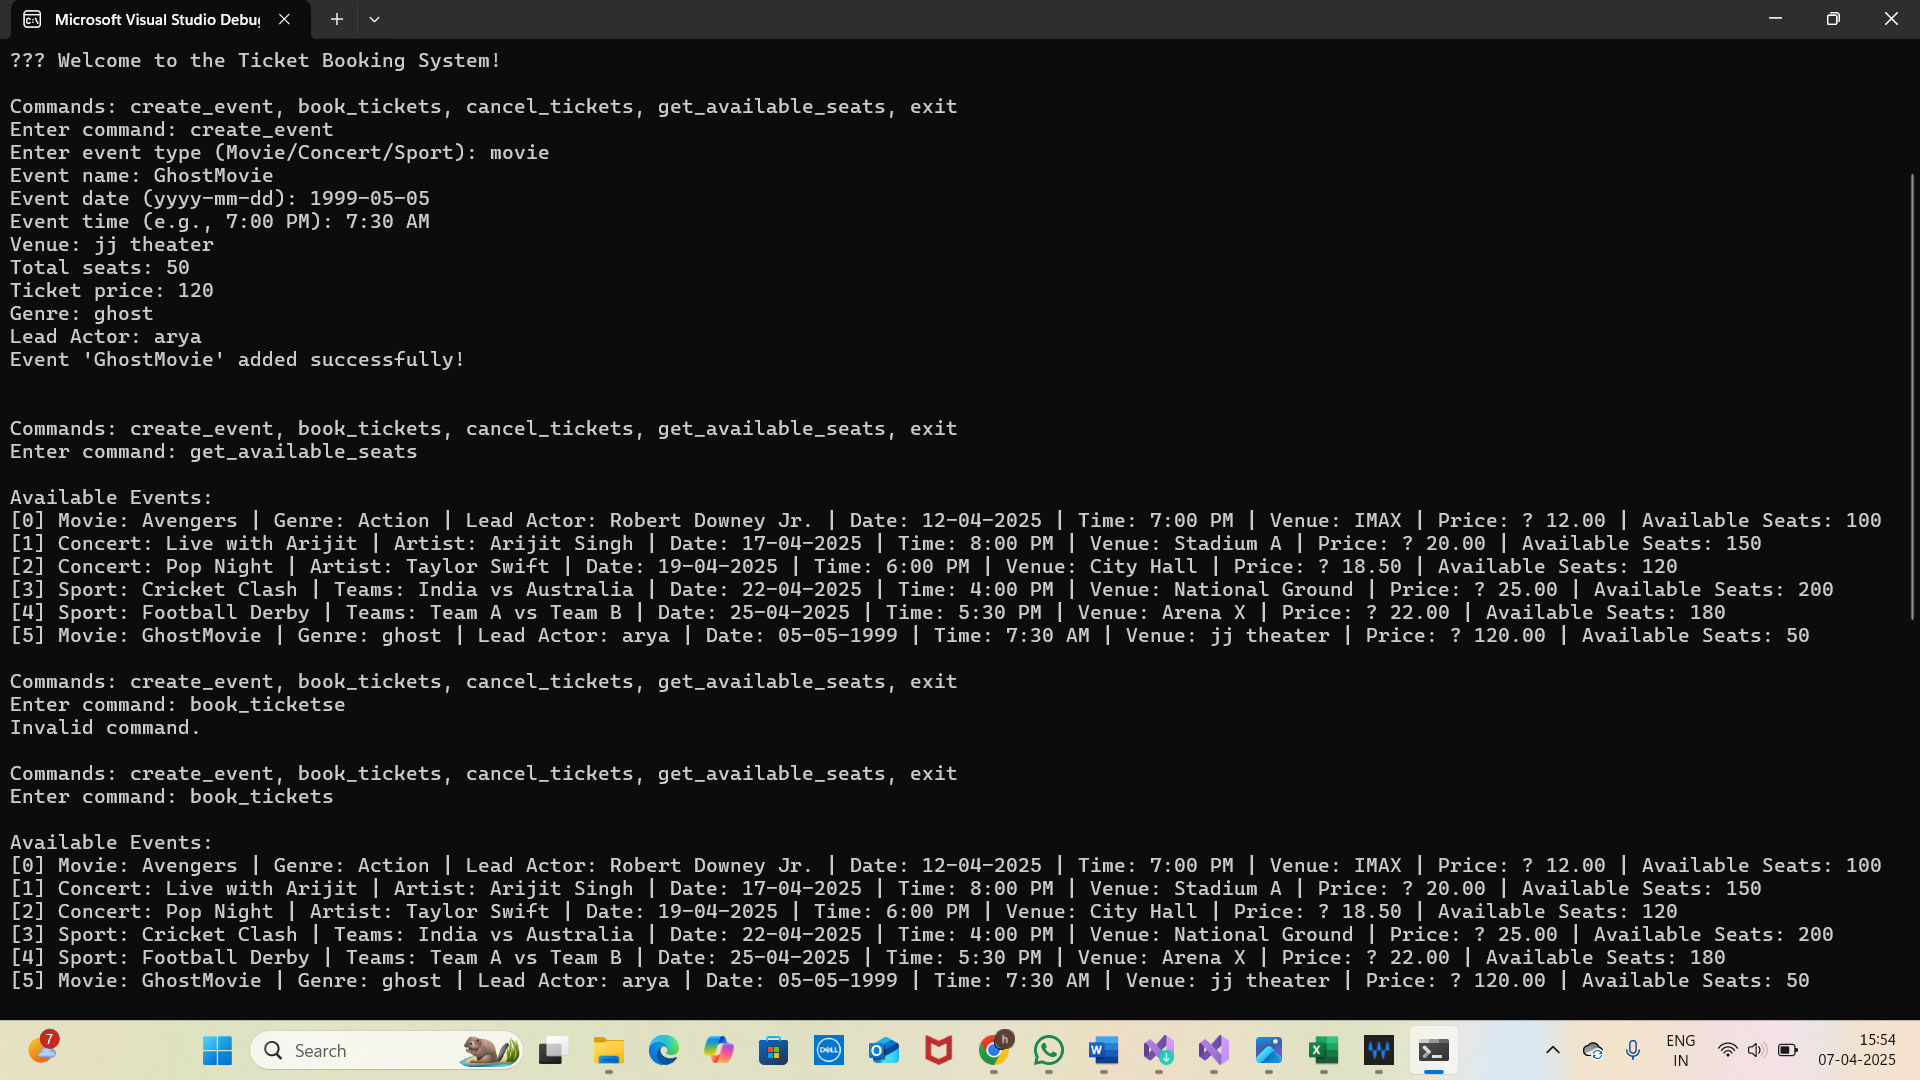 Microsoft Visual Studio Debug
??? Welcome to the Ticket Booking System!
Commands: create_event, book_tickets, cancel_tickets, get_available_seats, exit
Enter command: create_event
Enter event type (Movie/Concert/Sport): movie
Event name: GhostMovie
Event date (yyyy-mm-dd): 1999-05-05
Event time (e.g., 7:00 PM): 7:30 AM
Venue: jj theater
Total seats: 50
Ticket price: 120
Genre: ghost
Lead Actor: arya
Event 'GhostMovie' added successfully!
Commands: create_event, book_tickets, cancel_tickets, get_available_seats, exit
Enter command: get_available_seats
Available Events:
[0] Movie: Avengers | Genre: Action | Lead Actor: Robert Downey Jr. | Date: 12-04-2025 | Time: 7:00 PM | Venue: IMAX | Price: ? 12.00 | Available Seats: 100
[1] Concert: Live with Arijit | Artist: Arijit Singh | Date: 17-04-2025 | Time: 8:00 PM | Venue: Stadium A | Price: ? 20.00 | Available Seats: 150
[2] Concert: Pop Night | Artist: Taylor Swift | Date: 19-04-2025 | Time: 6:00 PM | Venue: City Hall | Price: ? 18.50 | Available Seats: 120
[3] Sport: Cricket Clash | Teams: India vs Australia | Date: 22-04-2025 | Time: 4:00 PM | Venue: National Ground | Price: ? 25.00 | Available Seats: 200
[4] Sport: Football Derby | Teams: Team A vs Team B | Date: 25-04-2025 | Time: 5:30 PM | Venue: Arena X | Price: ? 22.00 | Available Seats: 180
[5] Movie: GhostMovie | Genre: ghost | Lead Actor: arya | Date: 05-05-1999 | Time: 7:30 AM | Venue: jj theater | Price: ? 120.00 | Available Seats: 50
Commands: create_event, book_tickets, cancel_tickets, get_available_seats, exit
Enter command: book_ticketse
Invalid command.
Commands: create_event, book_tickets, cancel_tickets, get_available_seats, exit
Enter command: book_tickets
Available Events:
[0] Movie: Avengers | Genre: Action | Lead Actor: Robert Downey Jr. | Date: 12-04-2025 | Time: 7:00 PM | Venue: IMAX | Price: ? 12.00 | Available Seats: 100
[1] Concert: Live with Arijit | Artist: Arijit Singh | Date: 17-04-2025 | Time: 8:00 PM | Venue: Stadium A | Price: ? 20.00 | Available Seats: 150
[2] Concert: Pop Night | Artist: Taylor Swift | Date: 19-04-2025 | Time: 6:00 PM | Venue: City Hall | Price: ? 18.50 | Available Seats: 120
[3] Sport: Cricket Clash | Teams: India vs Australia | Date: 22-04-2025 | Time: 4:00 PM | Venue: National Ground | Price: ? 25.00 | Available Seats: 200
[4] Sport: Football Derby | Teams: Team A vs Team B | Date: 25-04-2025 | Time: 5:30 PM | Venue: Arena X | Price: ? 22.00 | Available Seats: 180
[5] Movie: GhostMovie | Genre: ghost | Lead Actor: arya | Date: 05-05-1999 | Time: 7:30 AM | Venue: jj theater | Price: ? 120.00 | Available Seats: 50
7
Search
DELL
h
ENG
IN
15:54
07-04-2025